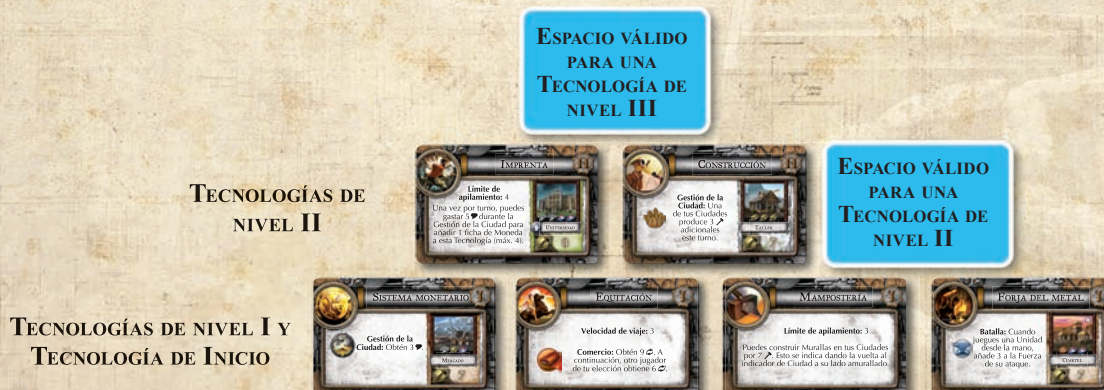 Espacio válido
para una
Tecnología de
nivel III
Tecnologías de
nivel II
Imprenta
II
Límite de
apilamiento: 4
Una vez por turno, puedes
gastar 5 durante la
Gestión de la Ciudad para
añadir 1 ficha de Moneda
a esta Tecnología (máx. 4).
Universidad
Construcción
II
Gestión de la
Ciudad: Una
de tus Ciudades
produce 3
adicionales
este turno.
Taller
Espacio válido
para una
Tecnología de
nivel II
Tecnologías de nivel I y
Tecnología de Inicio
Sistema monetario
I
Gestión de la
Ciudad: Obtén 3 .
Mercado
Equitación
I
Velocidad de viaje: 3
Comercio: Obtén 9 . A
continuación, otro jugador
de tu elección obtiene 6 .
Mampostería
I
Límite de apilamiento: 3
Puedes construir Murallas en tus Ciudades
por 7 . Esto se indica dando la vuelta al
indicador de Ciudad a su lado amurallado.
Forja del metal
I
Batalla: Cuando
juegues una Unidad
desde la mano,
añade 3 a la Fuerza
de su ataque.
Cuartel